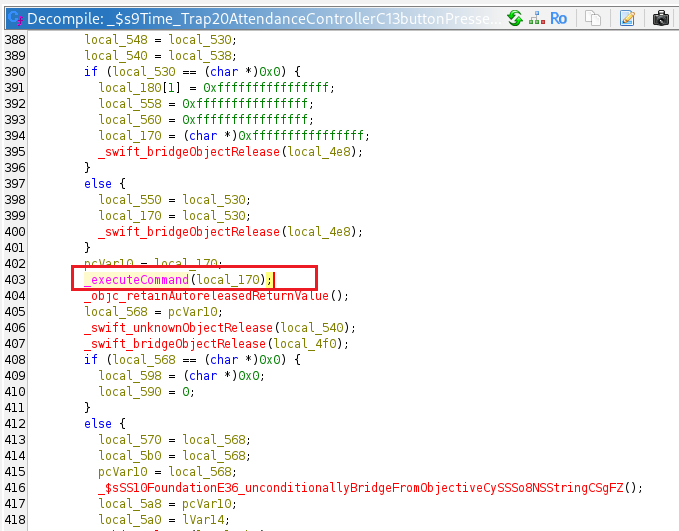 Decompile: _$s9Time_Trap20AttendanceControllerC13buttonPresse... Ro
388 local_548 = local_530;
389 local_540 = local_538;
390 if (local_530 == (char *)0x0) {
391 local_180[1] = 0xffffffffffffffff;
392 local_558 = 0xffffffffffffffff;
393 local_560 = 0xffffffffffffffff;
394 local_170 = (char *)0xffffffffffffffff;
395 _swift_bridgeObjectRelease(local_4e8);
396 }
397 else {
398 local_550 = local_530;
399 local_170 = local_530;
400 _swift_bridgeObjectRelease(local_4e8);
401 }
402 pcVar10 = local_170;
403 _executeCommand(local_170);
404 _objc_retainAutoreleasedReturnValue();
405 local_568 = pcVar10;
406 _swift_unknownObjectRelease(local_540);
407 _swift_bridgeObjectRelease(local_4f0);
408 if (local_568 == (char *)0x0) {
409 local_598 = (char *)0x0;
410 local_590 = 0;
411 }
412 else {
413 local_570 = local_568;
414 local_5b0 = local_568;
415 pcVar10 = local_568;
416 _$sSS10FoundationE36_unconditionallyBridgeFromObjectiveCySSSo8NSStringCSgFZ();
417 local_5a8 = pcVar10;
418 local_5a0 = lVar14;